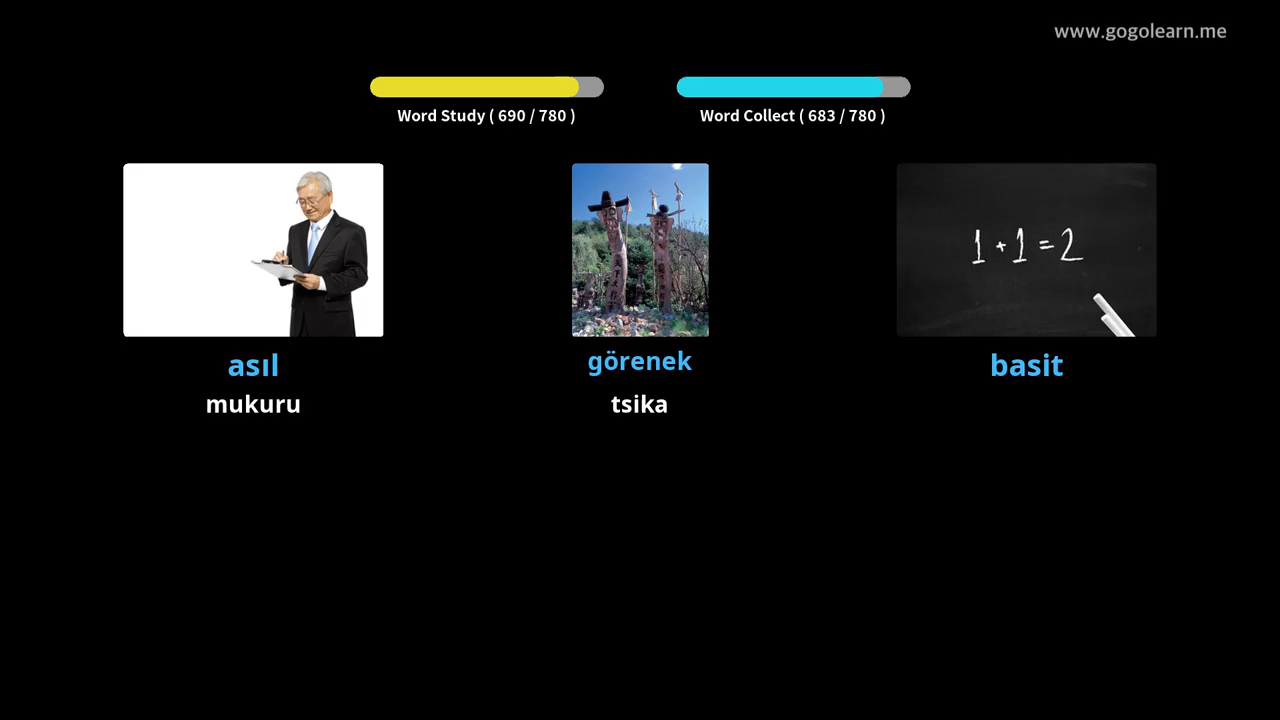 www.gogolearn.me
Word Study ( 690 / 780 )
Word Collect ( 683 / 780 )
1 + 1 = 2
asıl
görenek
basit
mukuru
tsika